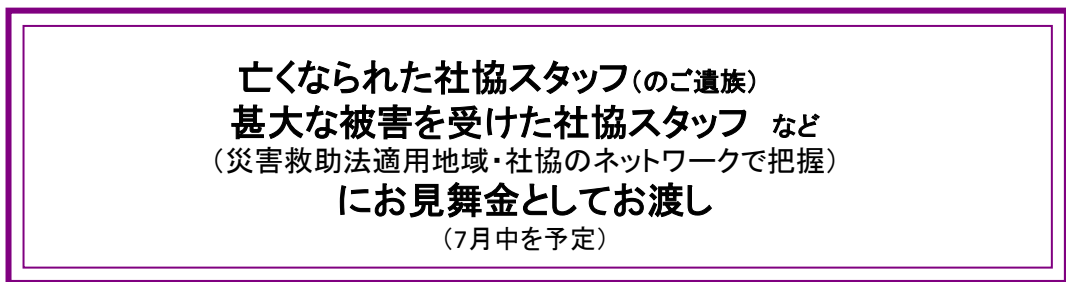 亡くなられた社協スタッフ(のご遺族)
甚大な被害を受けた社協スタッフ など
(災害救助法適用地域・社協のネットワークで把握)
にお見舞金としてお渡し
(7月中を予定)